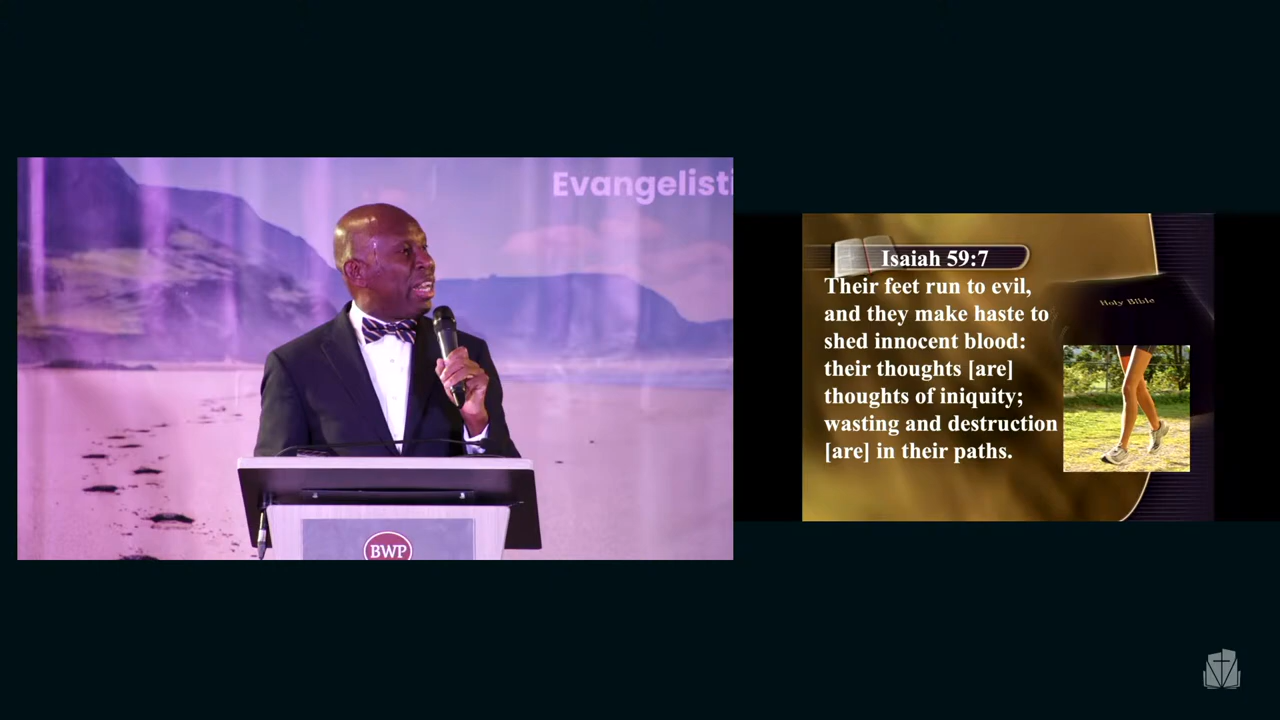 Evangelisti
BWP
Isaiah 59:7
Their feet run to evil,
and they make haste to
shed innocent blood:
their thoughts [are]
thoughts of iniquity;
wasting and destruction
[are] in their paths.
Holy Bible